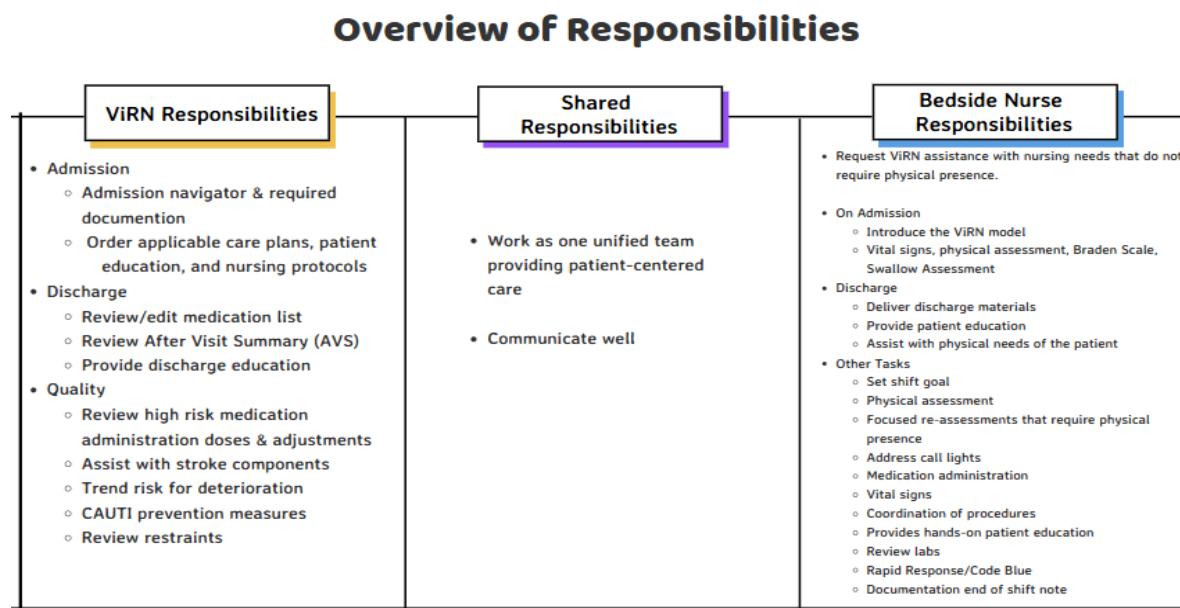 Overview of Responsibilities
ViRN Responsibilities
• Admission
◦ Admission navigator & required
documention
◦ Order applicable care plans, patient
education, and nursing protocols
• Discharge
◦ Review/edit medication list
◦ Review After Visit Summary (AVS)
◦ Provide discharge education
• Quality
◦ Review high risk medication
administration doses & adjustments
◦ Assist with stroke components
◦ Trend risk for deterioration
◦ CAUTI prevention measures
◦ Review restraints
Shared
Responsibilities
• Work as one unified team
providing patient-centered
care
• Communicate well
Bedside Nurse
Responsibilities
• Request ViRN assistance with nursing needs that do not
require physical presence.
• On Admission
◦ Introduce the ViRN model
◦ Vital signs, physical assessment, Braden Scale,
Swallow Assessment
• Discharge
◦ Deliver discharge materials
◦ Provide patient education
◦ Assist with physical needs of the patient
• Other Tasks
◦ Set shift goal
◦ Physical assessment
◦ Focused re-assessments that require physical
presence
◦ Address call lights
◦ Medication administration
◦ Vital signs
◦ Coordination of procedures
◦ Provides hands-on patient education
◦ Review labs
◦ Rapid Response/Code Blue
◦ Documentation end of shift note